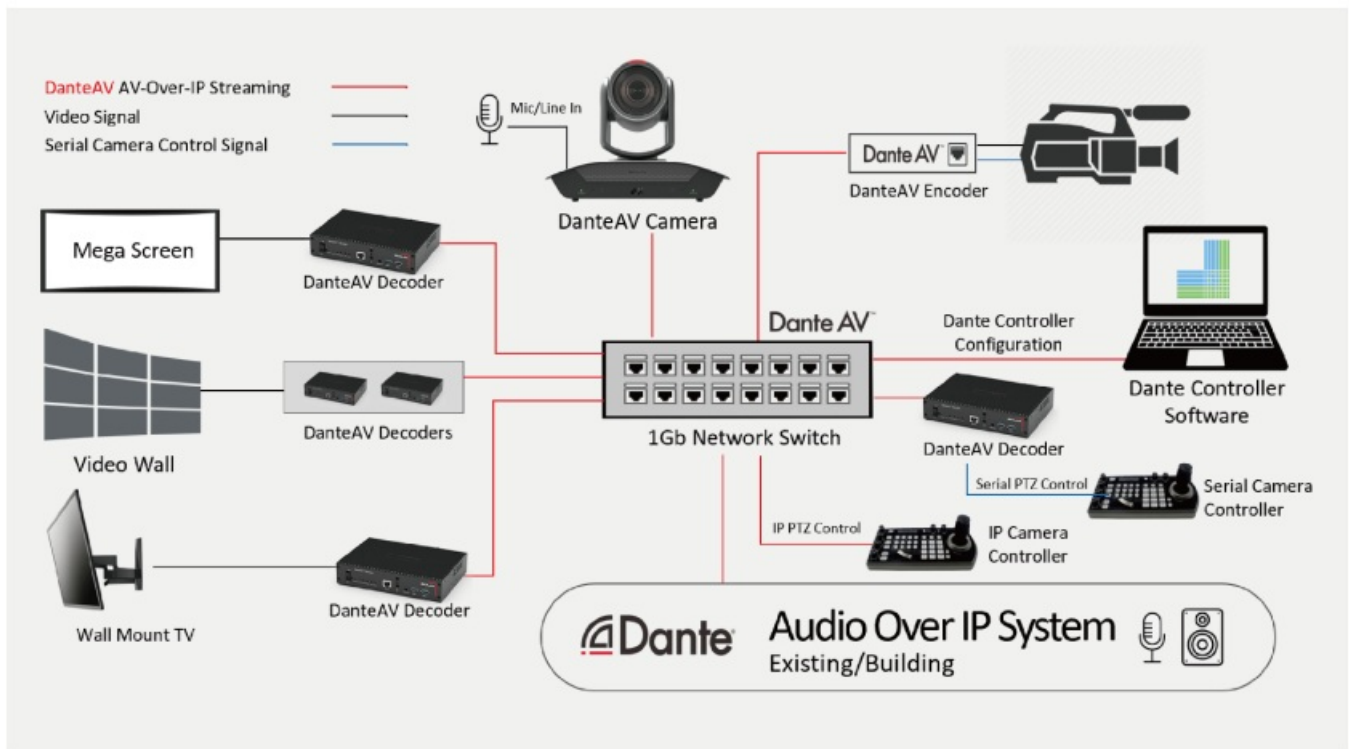 DanteAV AV-Over-IP Streaming
Video Signal
Serial Camera Control Signal
Mic/Line In
DanteAV Camera
Dante AV™
DanteAV Encoder
Mega Screen
DanteAV Decoder
Dante AV™
Dante Controller
Configuration
Dante Controller
Software
DanteAV Decoders
Video Wall
1Gb Network Switch
DanteAV Decoder
Serial PTZ Control
Serial Camera
Controller
IP PTZ Control
IP Camera
Controller
DanteAV Decoder
Wall Mount TV
Dante
Audio Over IP System
Existing/Building